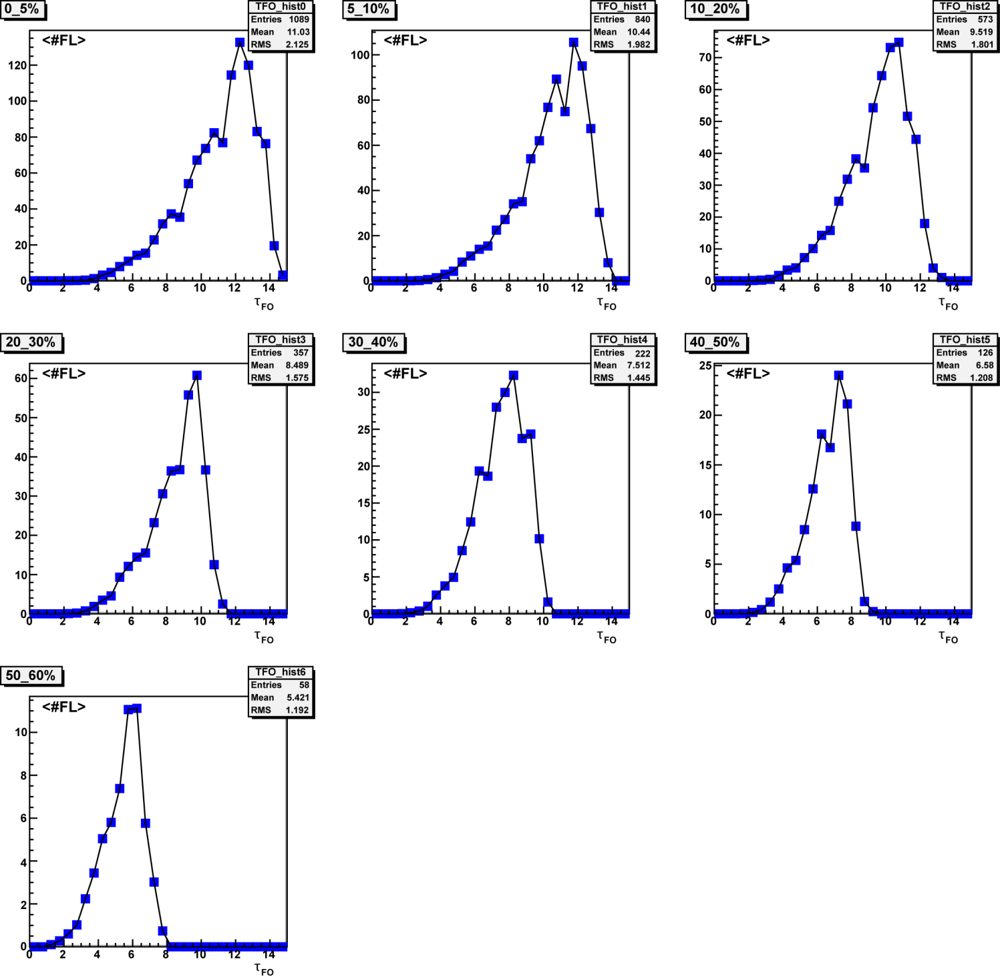 0_5%
TFO_hist0
Entries 1089
Mean 11.03
RMS 2.125
<#FL>
120
100
80
60
40
20
0
0 2 4 6 8 10 12 14
τFO
5_10%
TFO_hist1
Entries 840
Mean 10.44
RMS 1.982
<#FL>
100
80
60
40
20
0
0 2 4 6 8 10 12 14
τFO
10_20%
TFO_hist2
Entries 573
Mean 9.519
RMS 1.801
<#FL>
70
60
50
40
30
20
10
0
0 2 4 6 8 10 12 14
τFO
20_30%
TFO_hist3
Entries 357
Mean 8.489
RMS 1.575
<#FL>
60
50
40
30
20
10
0
0 2 4 6 8 10 12 14
τFO
30_40%
TFO_hist4
Entries 222
Mean 7.512
RMS 1.445
<#FL>
30
25
20
15
10
5
0
0 2 4 6 8 10 12 14
τFO
40_50%
TFO_hist5
Entries 126
Mean 6.58
RMS 1.208
<#FL>
25
20
15
10
5
0
0 2 4 6 8 10 12 14
τFO
50_60%
TFO_hist6
Entries 58
Mean 5.421
RMS 1.192
<#FL>
10
8
6
4
2
0
0 2 4 6 8 10 12 14
τFO